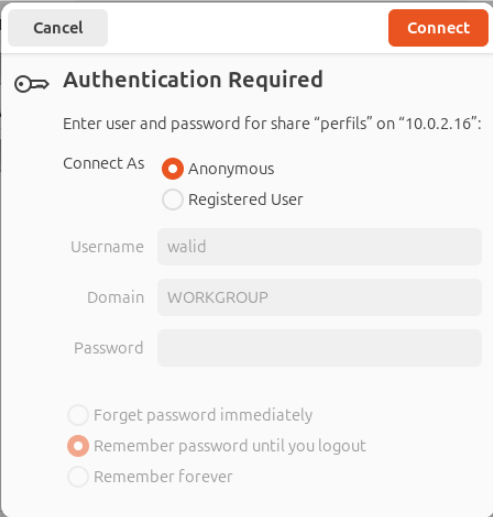 Cancel
Connect
Authentication Required
Enter user and password for share “perfils” on “10.0.2.16”:
Connect As
Anonymous
Registered User
Username walid
Domain WORKGROUP
Password
Forget password immediately
Remember password until you logout
Remember forever